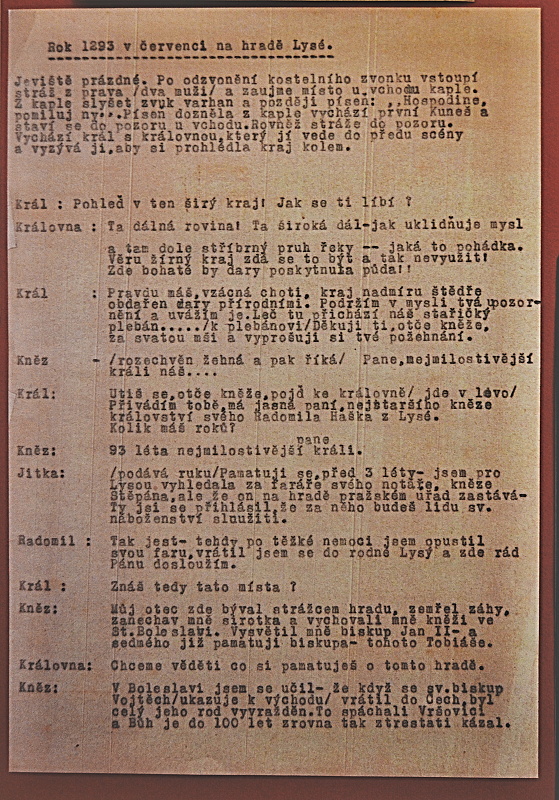 Rok 1293 v červenci na hradě Lysé.
Jeviště prázdné. Po odzvonění kostelního zvonku vstoupí
stráž z prava /dva muži/ a zaujme místo u vchodu kaple.
Z kaple slyšet zvuk varhan a později píseň: ,,Hospodine,
pomiluj ny... Píseň dozněla z kaple vychází první Kuneš a
staví se do pozoru u vchodu. Rovněž stráže do pozoru.
Vychází král s královnou, který jí vede do předu scény
a vyzývá ji, aby si prohlédla kraj kolem.
Král : Pohleď v ten širý kraj! Jak se ti líbí ?
Královna : Ta dálná rovina! Ta široká dál-jak uklidňuje mysl
a tam dole stříbrný pruh řeky -- jaká to pohádka.
Věru žírný kraj zdá se to být a tak nevyužit!
Zde bohaté by dary poskytnula půda!!
Král : Pravdu máš, vzácná choti, kraj nadmíru štědře
obdařen dary přírodními. Podržím v mysli tvá upozor-
nění a uvážím je. Leč tu přichází náš stařičký
plebán...../k plebánovi/Děkuji ti, otče kněže,
za svatou mši a vyprošuji si tvé požehnání.
Kněz - /rozechvěn žehná a pak říká/ Pane, nejmilostivější
králi náš....
Král: Utiš se, otče kněže, pojď ke královně/ jde v lévo/
Přivádím tobě, má jasná paní, nejstaršího kněze
království svého Radomila Haška z Lysé.
Kolik máš roků?
pane
Kněz: 93 léta nejmilostivější králi.
Jitka: /podává ruku/Pamatuji se, před 3 léty- jsem pro
Lysou vyhledala za faráře svého notáře, kněze
Štěpána, ale že on na hradě pražském úřad zastává-
Ty jsi se přihlásil, že za něho budeš lidu sv.
náboženství sloužiti.
Radomil : Tak jest- tehdy po těžké nemoci jsem opustil
svou faru, vrátil jsem se do rodné Lysý a zde rád
Pánu dosloužím.
Král : Znáš tedy tato místa ?
Kněz: Můj otec zde býval strážcem hradu, zemřel záhy,
zanechav mně sirotka a vychovali mně kněží ve
St.Boleslavi. Vysvětil mně biskup Jan II- a
sedmého již pamatuji biskupa- tohoto Tobiáše.
Královna: Chceme věděti co si pamatuješ o tomto hradě.
Kněz: V Boleslavi jsem se učil- že když se sv.biskup
Vojtěch/ukazuje k východu/ vrátil do Čech, byl
celý jeho rod vyvražděn. To spáchali Vršovici
a Bůh je do 100 let zrovna tak ztrestati kázal.